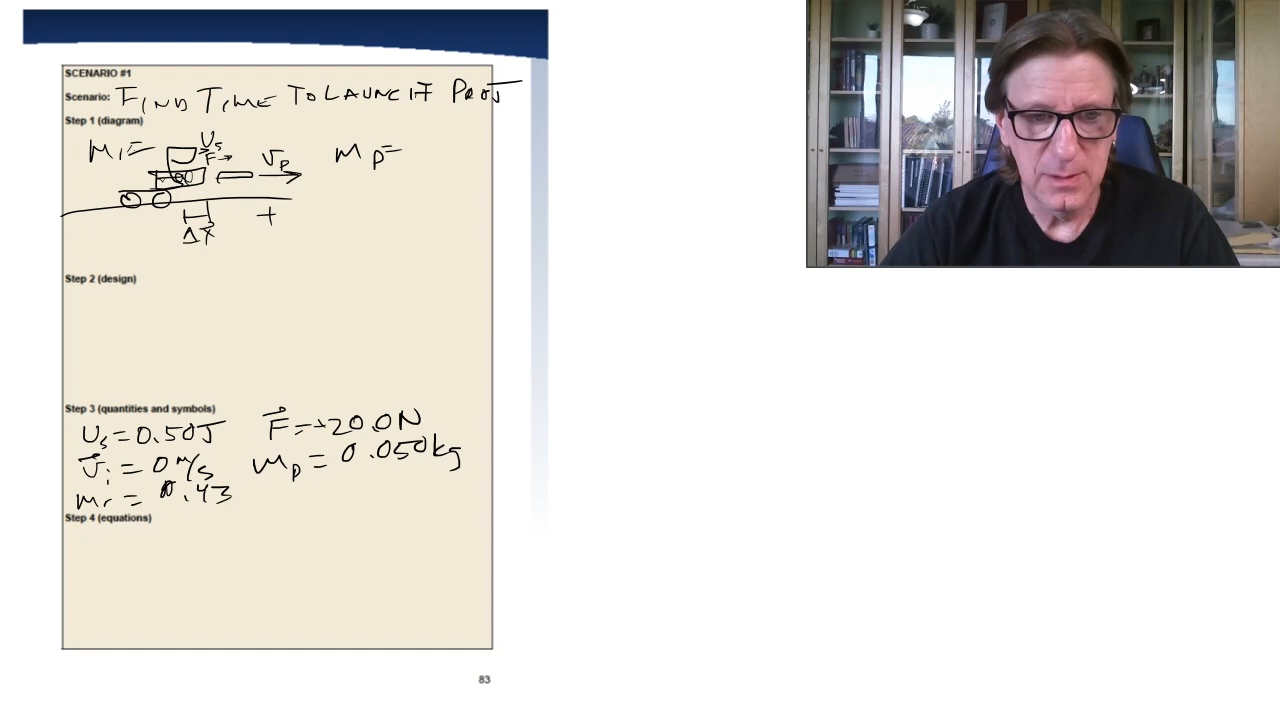 SCENARIO #1
Scenario: FIND TIME TO LAUNCH PROJ
Step 1 (diagram)
Us
F→
m1=
vp
mp=
Δx
+
Step 2 (design)
Step 3 (quantities and symbols)
Us = 0.50J
F⃗ = +20.0N
v⃗i = 0 m/s
mp = 0.050kg
mr = 0.43
Step 4 (equations)
83